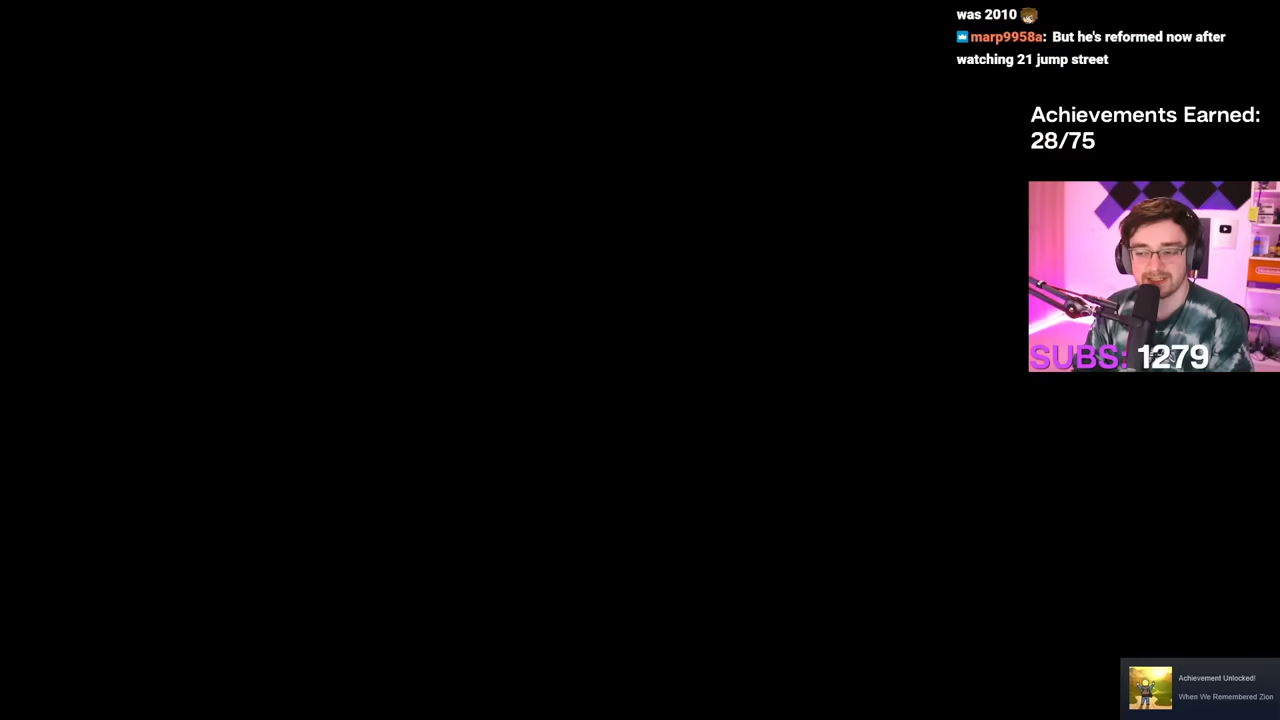 was 2010
marp9958a: But he's reformed now after
watching 21 jump street
Achievements Earned:
28/75
SUBS: 1279
Achievement Unlocked!
When We Remembered Zion